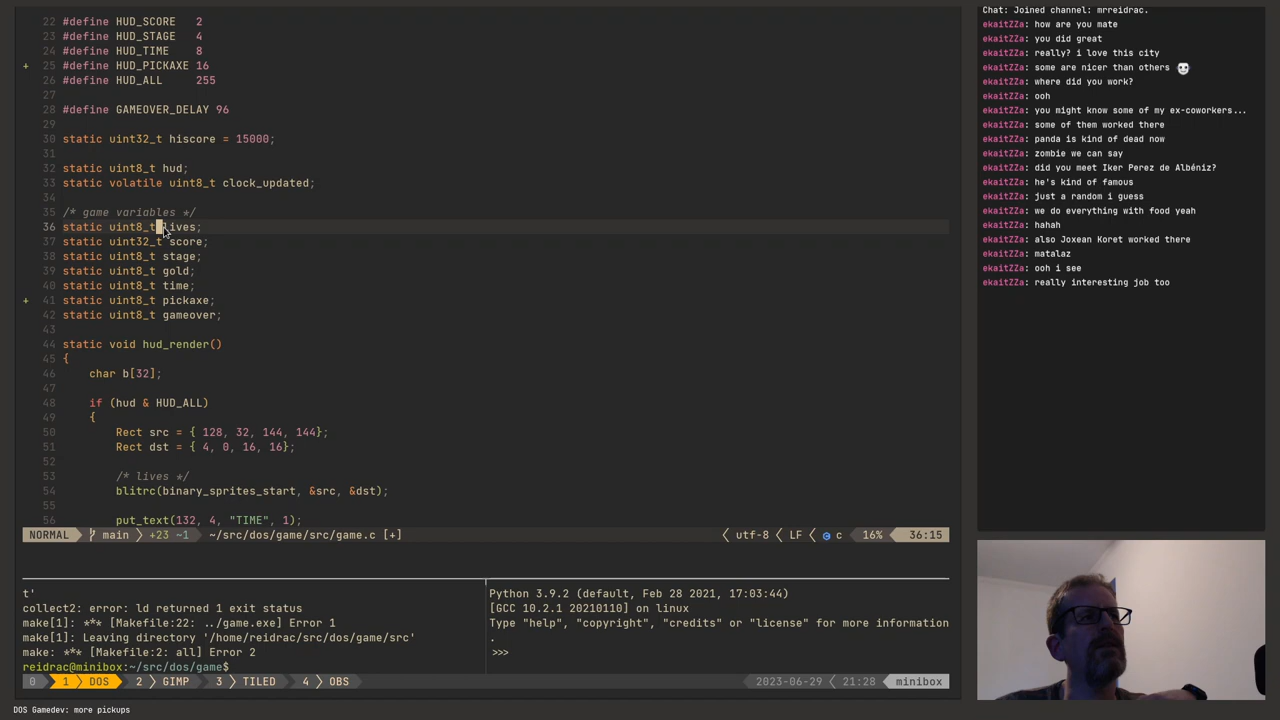 22 #define HUD_SCORE   2
23 #define HUD_STAGE   4
24 #define HUD_TIME    8
+ 25 #define HUD_PICKAXE 16
26 #define HUD_ALL     255
27
28 #define GAMEOVER_DELAY 96
29
30 static uint32_t hiscore = 15000;
31
32 static uint8_t hud;
33 static volatile uint8_t clock_updated;
34
35 /* game variables */
36 static uint8_t lives;
37 static uint32_t score;
38 static uint8_t stage;
39 static uint8_t gold;
40 static uint8_t time;
+ 41 static uint8_t pickaxe;
42 static uint8_t gameover;
43
44 static void hud_render()
45 {
46     char b[32];
47
48     if (hud & HUD_ALL)
49     {
50         Rect src = { 128, 32, 144, 144};
51         Rect dst = { 4, 0, 16, 16};
52
53         /* lives */
54         blitrc(binary_sprites_start, &src, &dst);
55
56         put_text(132, 4, "TIME", 1);
NORMAL main +23 ~1 ~/src/dos/game/src/game.c [+] utf-8 LF c 16% 36:15
t'
collect2: error: ld returned 1 exit status
make[1]: *** [Makefile:22: ../game.exe] Error 1
make[1]: Leaving directory '/home/reidrac/src/dos/game/src'
make: *** [Makefile:2: all] Error 2
reidrac@minibox:~/src/dos/game$
Python 3.9.2 (default, Feb 28 2021, 17:03:44)
[GCC 10.2.1 20210110] on linux
Type "help", "copyright", "credits" or "license" for more information
.
>>>
0 1 DOS 2 GIMP 3 TILED 4 OBS 2023-06-29 21:28 minibox
DOS Gamedev: more pickups
Chat: Joined channel: mrreidrac.
ekaitZZa: how are you mate
ekaitZZa: you did great
ekaitZZa: really? i love this city
ekaitZZa: some are nicer than others
ekaitZZa: where did you work?
ekaitZZa: ooh
ekaitZZa: you might know some of my ex-coworkers...
ekaitZZa: some of them worked there
ekaitZZa: panda is kind of dead now
ekaitZZa: zombie we can say
ekaitZZa: did you meet Iker Perez de Albéniz?
ekaitZZa: he's kind of famous
ekaitZZa: just a random i guess
ekaitZZa: we do everything with food yeah
ekaitZZa: hahah
ekaitZZa: also Joxean Koret worked there
ekaitZZa: matalaz
ekaitZZa: ooh i see
ekaitZZa: really interesting job too